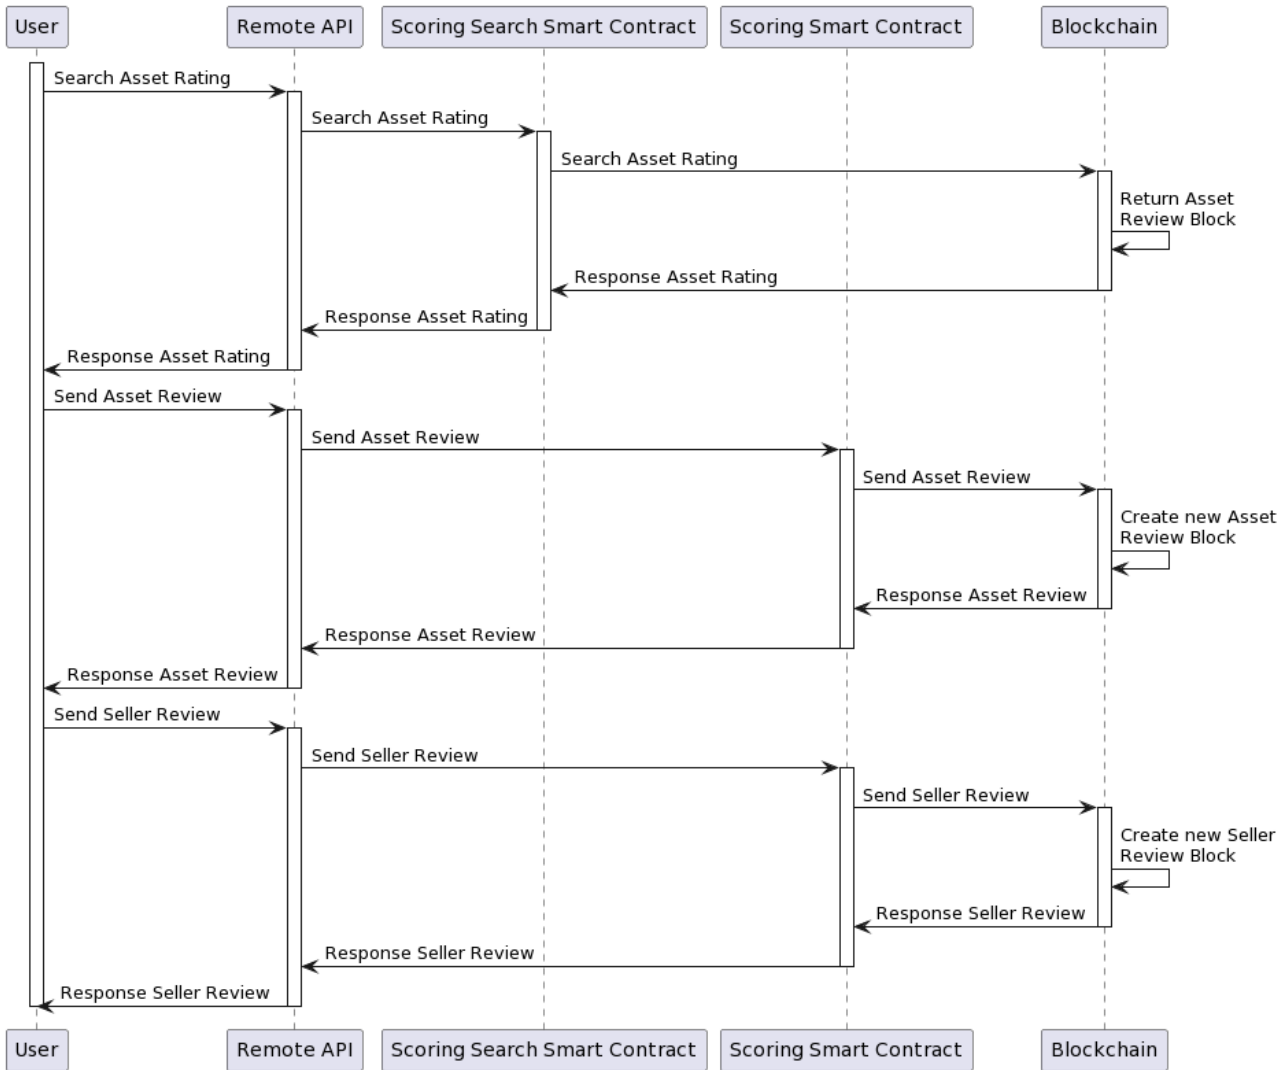 User
Remote API
Scoring Search Smart Contract
Scoring Smart Contract
Blockchain
Search Asset Rating
Search Asset Rating
Search Asset Rating
Return Asset
Review Block
Response Asset Rating
Response Asset Rating
Response Asset Rating
Send Asset Review
Send Asset Review
Send Asset Review
Create new Asset
Review Block
Response Asset Review
Response Asset Review
Response Asset Review
Send Seller Review
Send Seller Review
Send Seller Review
Create new Seller
Review Block
Response Seller Review
Response Seller Review
Response Seller Review
User
Remote API
Scoring Search Smart Contract
Scoring Smart Contract
Blockchain